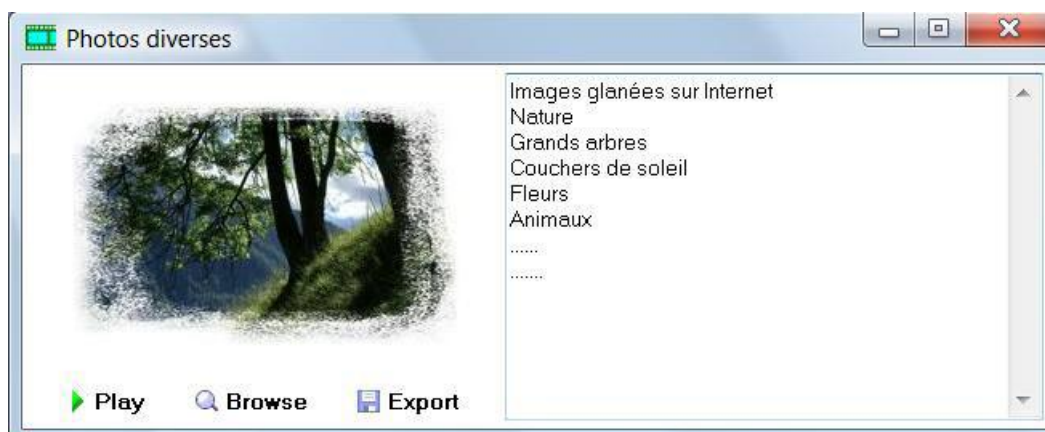 Photos diverses
Images glanées sur Internet
Nature
Grands arbres
Couchers de soleil
Fleurs
Animaux
......
.......
Play Browse Export